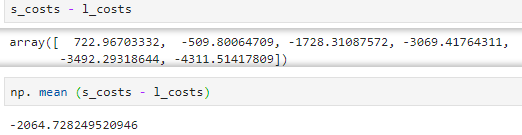 s_costs - l_costs
array([  722.96703332,  -509.80064709, -1728.31087572, -3069.41764311,
       -3492.29318644, -4311.51417809])
np. mean (s_costs - l_costs)
-2064.728249520946